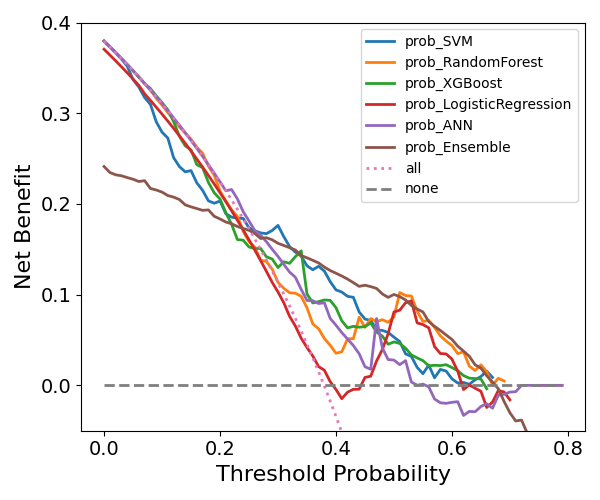 0.4
0.3
0.2
0.1
0.0
Net Benefit
prob_SVM
prob_RandomForest
prob_XGBoost
prob_LogisticRegression
prob_ANN
prob_Ensemble
all
none
0.0 0.2 0.4 0.6 0.8
Threshold Probability